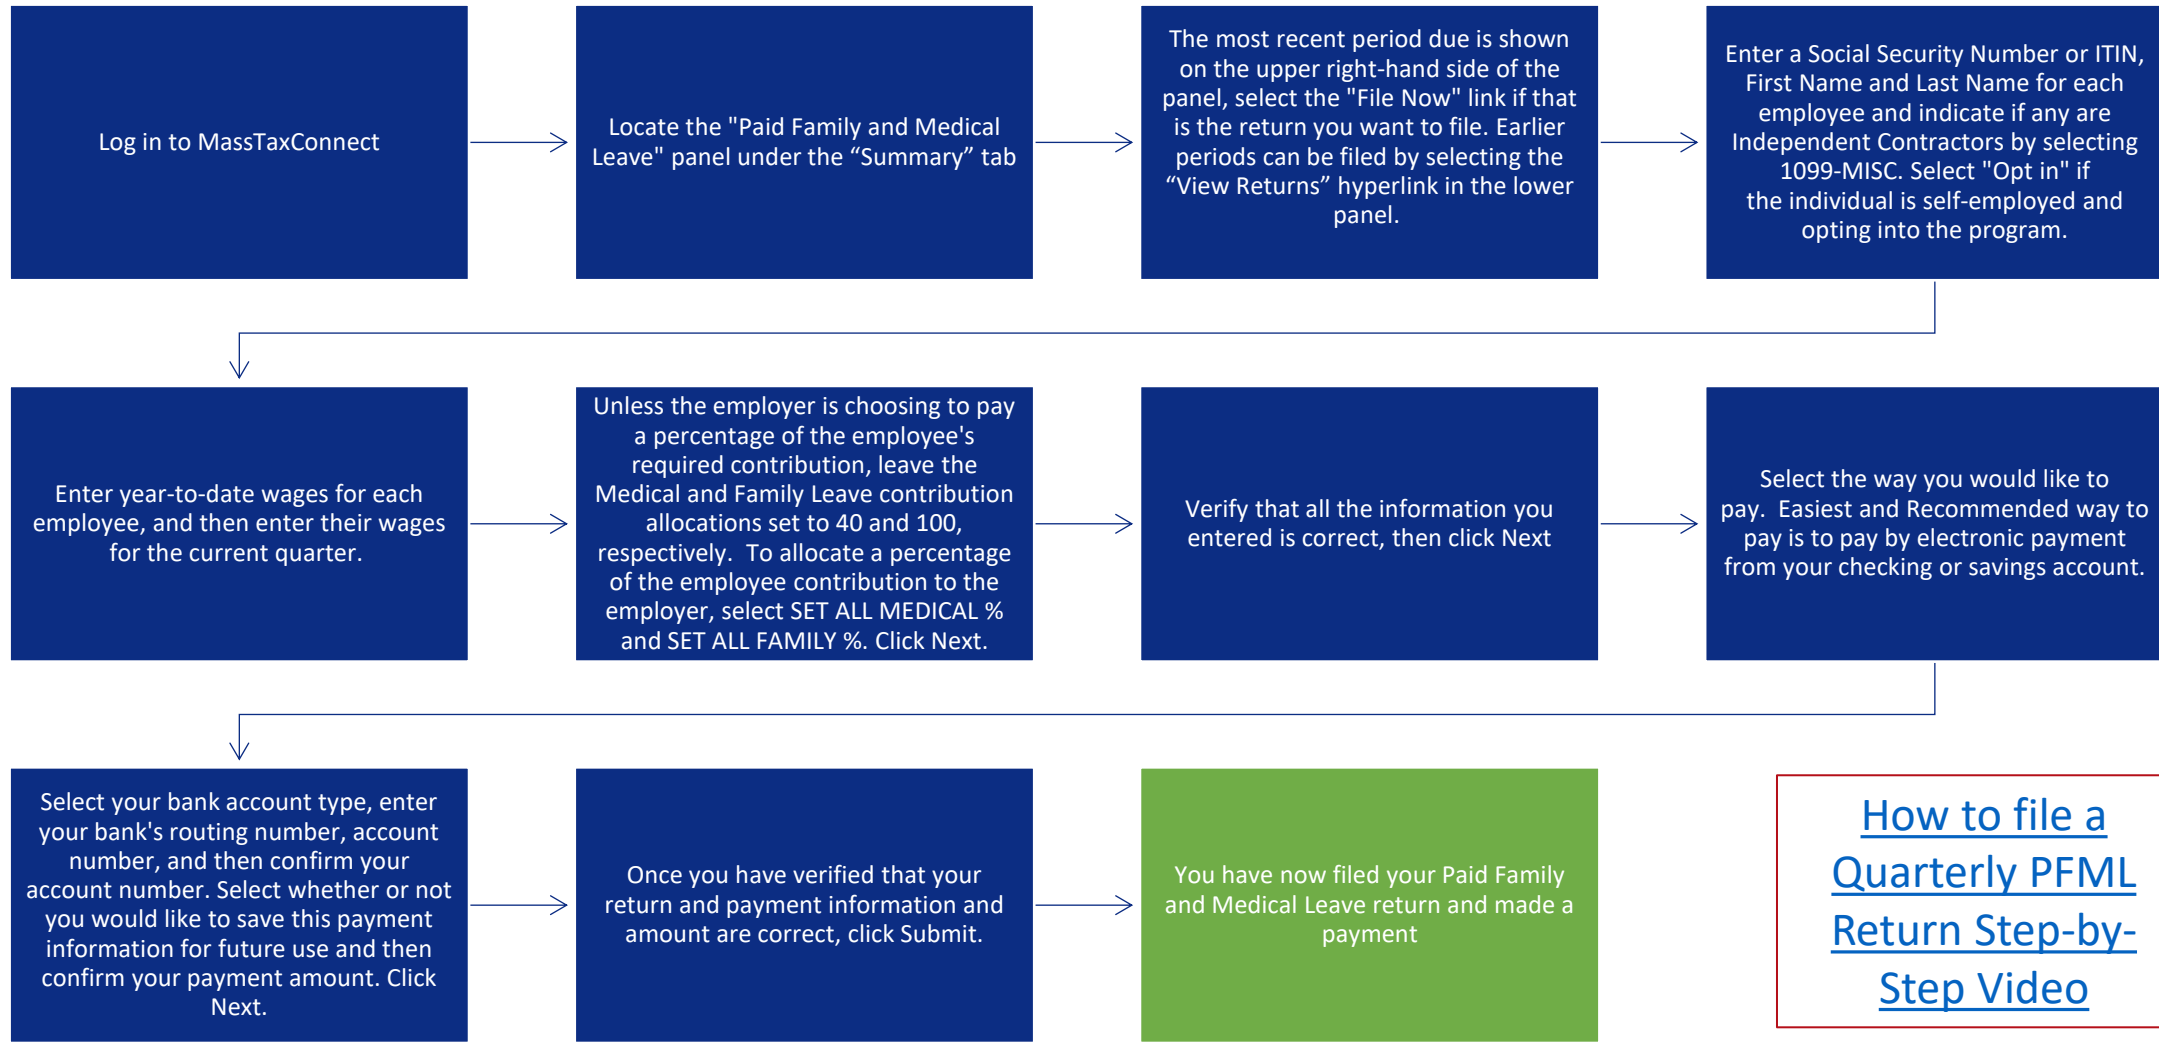 Log in to MassTaxConnect
Locate the "Paid Family and Medical
Leave" panel under the “Summary” tab
The most recent period due is shown
on the upper right-hand side of the
panel, select the "File Now" link if that
is the return you want to file. Earlier
periods can be filed by selecting the
“View Returns” hyperlink in the lower
panel.
Enter a Social Security Number or ITIN,
First Name and Last Name for each
employee and indicate if any are
Independent Contractors by selecting
1099-MISC. Select "Opt in" if
the individual is self-employed and
opting into the program.
Enter year-to-date wages for each
employee, and then enter their wages
for the current quarter.
Unless the employer is choosing to pay
a percentage of the employee's
required contribution, leave the
Medical and Family Leave contribution
allocations set to 40 and 100,
respectively.  To allocate a percentage
of the employee contribution to the
employer, select SET ALL MEDICAL %
and SET ALL FAMILY %. Click Next.
Verify that all the information you
entered is correct, then click Next
Select the way you would like to
pay.  Easiest and Recommended way to
pay is to pay by electronic payment
from your checking or savings account.
Select your bank account type, enter
your bank's routing number, account
number, and then confirm your
account number. Select whether or not
you would like to save this payment
information for future use and then
confirm your payment amount. Click
Next.
Once you have verified that your
return and payment information and
amount are correct, click Submit.
You have now filed your Paid Family
and Medical Leave return and made a
payment
How to file a
Quarterly PFML
Return Step-by-
Step Video